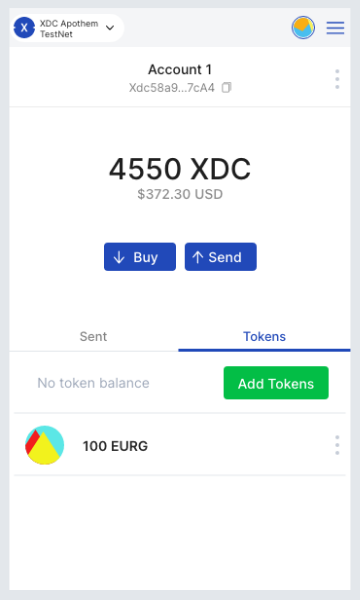 X
XDC Apothem
TestNet
Account 1
Xdc58a9...7cA4
4550 XDC
$372.30 USD
Buy
Send
Sent
Tokens
No token balance
Add Tokens
100 EURG